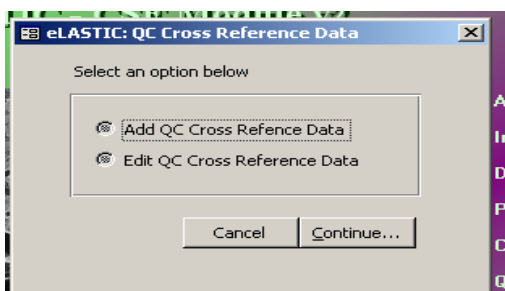 eLASTIC: QC Cross Reference Data
Select an option below
Add QC Cross Refence Data
Edit QC Cross Reference Data
Cancel
Continue...